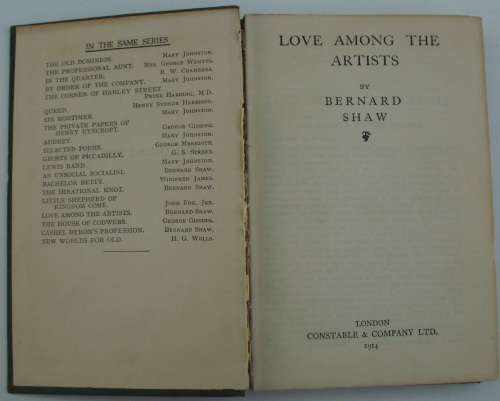 IN THE SAME SERIES
THE OLD DOMINION. MARY JOHNSTON.
THE PROFESSIONAL AUNT. MRS. GEORGE WEMYSS.
IN THE QUARTER. R. W. CHAMBERS.
BY ORDER OF THE COMPANY. MARY JOHNSTON.
THE CORNER OF HARLEY STREET.
PETER HARDING, M.D.
QUEED. HENRY SYDNOR HARRISON.
SIR MORTIMER. MARY JOHNSTON.
THE PRIVATE PAPERS OF
HENRY RYECROFT. GEORGE GISSING.
AUDREY. MARY JOHNSTON.
SELECTED POEMS. GEORGE MEREDITH.
GHOSTS OF PICCADILLY. G. S. STREET.
LEWIS RAND. MARY JOHNSTON.
AN UNSOCIAL SOCIALIST. BERNARD SHAW.
BACHELOR BETTY. WINIFRED JAMES.
THE IRRATIONAL KNOT. BERNARD SHAW.
LITTLE SHEPHERD OF
KINGDOM COME. JOHN FOX, JNR.
LOVE AMONG THE ARTISTS. BERNARD SHAW.
THE HOUSE OF COBWEBS. GEORGE GISSING.
CASHEL BYRON'S PROFESSION. BERNARD SHAW.
NEW WORLDS FOR OLD. H. G. WELLS.
LOVE AMONG THE
ARTISTS
BY
BERNARD
SHAW
LONDON
CONSTABLE & COMPANY LTD.
1914